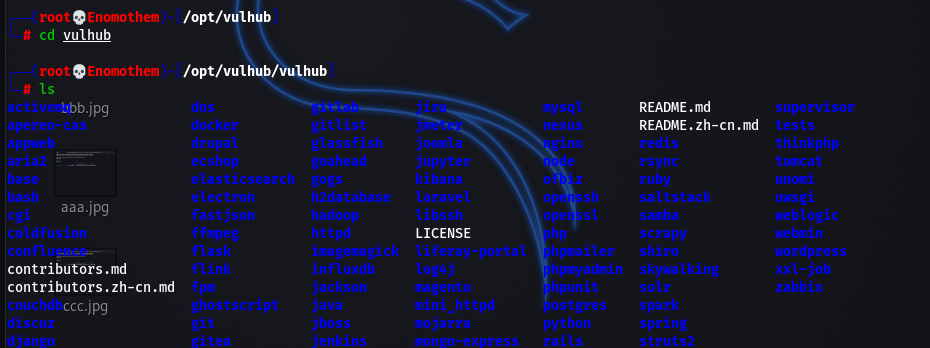 (root💀Enomothem)-[/opt/vulhub]
# cd vulhub
(root💀Enomothem)-[/opt/vulhub/vulhub]
# ls
activemq dns gitlab jira mysql README.md supervisor
bbb.jpg
apereo-cas docker gitlist jmeter nexus README.zh-cn.md tests
appweb drupal glassfish joomla nginx redis thinkphp
aria2 ecshop goahead jupyter node rsync tomcat
base elasticsearch gogs kibana ofbiz ruby unomi
bash electron h2database laravel openssh saltstack uwsgi
aaa.jpg
cgi fastjson hadoop libssh openssl samba weblogic
coldfusion ffmpeg httpd LICENSE php scrapy webmin
confluence flask imagemagick liferay-portal phpmailer shiro wordpress
contributors.md flink influxdb log4j phpmyadmin skywalking xxl-job
contributors.zh-cn.md fpm jackson magento phpunit solr zabbix
couchdb ghostscript java mini_httpd postgres spark
ccc.jpg
discuz git jboss mojarra python spring
django gitea jenkins mongo-express rails struts2